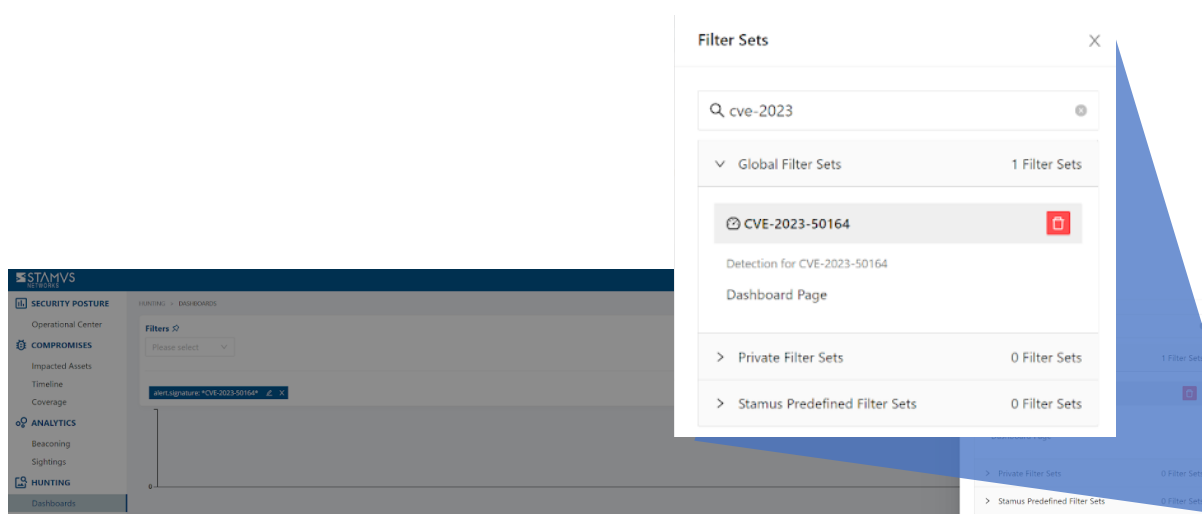 Filter Sets
cve-2023
Global Filter Sets 1 Filter Sets
CVE-2023-50164
Detection for CVE-2023-50164
Dashboard Page
Private Filter Sets 0 Filter Sets
Stamus Predefined Filter Sets 0 Filter Sets
STAMVS
NETWORKS
SECURITY POSTURE
Operational Center
COMPROMISES
Impacted Assets
Timeline
Coverage
ANALYTICS
Beaconing
Sightings
HUNTING
Dashboards
HUNTING > DASHBOARDS
Filters
Please select
alert.signature: *CVE-2023-50164*
0
1 Filter Sets
Dashboard Page
Private Filter Sets 0 Filter Sets
Stamus Predefined Filter Sets 0 Filter Sets